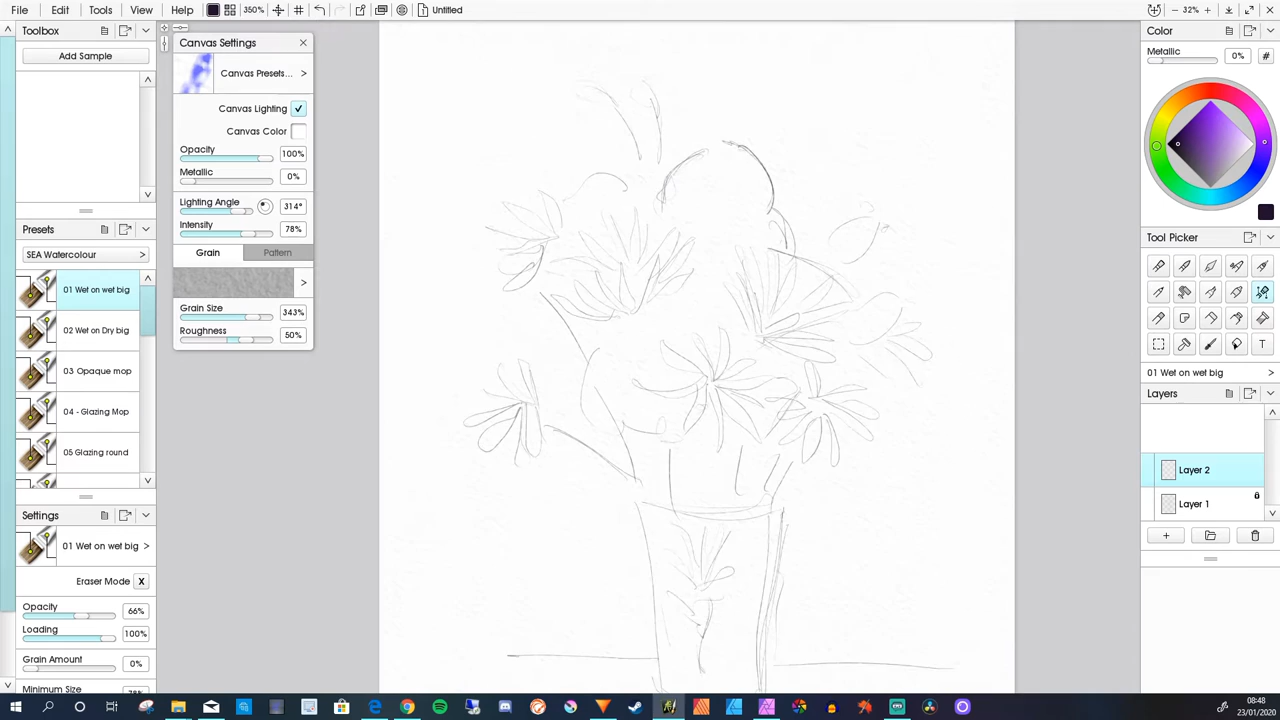 Help
Tools
Edit
View
Window
350%
Untitled
32%
Toolbox
Add Sample
Presets
SEA Watercolour
01 Wet on wet big
02 Wet on Dry big
03 Opaque mop
04 - Glazing Mop
05 Glazing round
Settings
01 Wet on wet big
Eraser Mode X
Opacity
66%
Loading
100%
Grain Amount
0%
Minimum Size
78%
Canvas Settings
Canvas Presets...
Canvas Lighting
Canvas Color
Opacity
100%
Metallic
0%
Lighting Angle
314°
Intensity
78%
Grain
Pattern
Grain Size
343%
Roughness
50%
Color
Metallic
0%
#
Tool Picker
T
01 Wet on wet big
Layers
Layer 2
Layer 1
08:48
23/01/2020